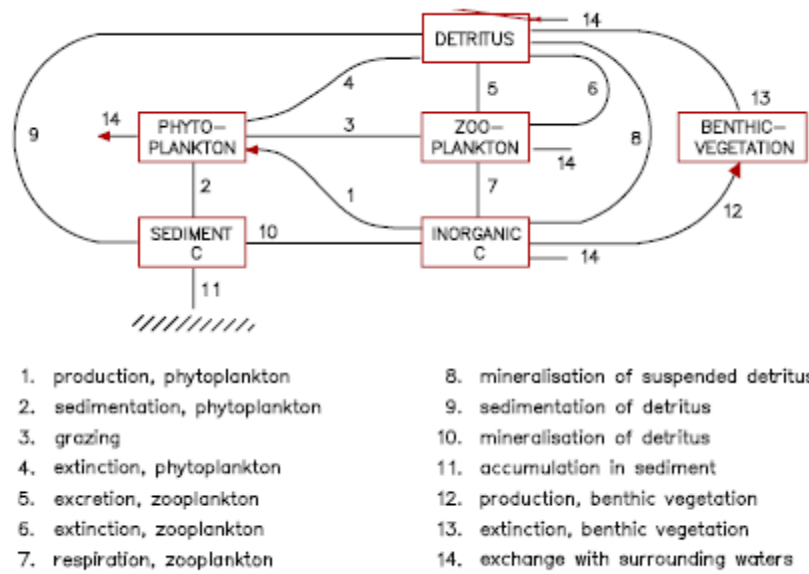 14
DETRITUS
4
6
5
13
9
14
PHYTO–
PLANKTON
3
ZOO–
PLANKTON
8
BENTHIC–
VEGETATION
14
2
7
1
12
SEDIMENT
C
10
INORGANIC
C
14
11
1. production, phytoplankton
2. sedimentation, phytoplankton
3. grazing
4. extinction, phytoplankton
5. excretion, zooplankton
6. extinction, zooplankton
7. respiration, zooplankton
8. mineralisation of suspended detritus
9. sedimentation of detritus
10. mineralisation of detritus
11. accumulation in sediment
12. production, benthic vegetation
13. extinction, benthic vegetation
14. exchange with surrounding waters